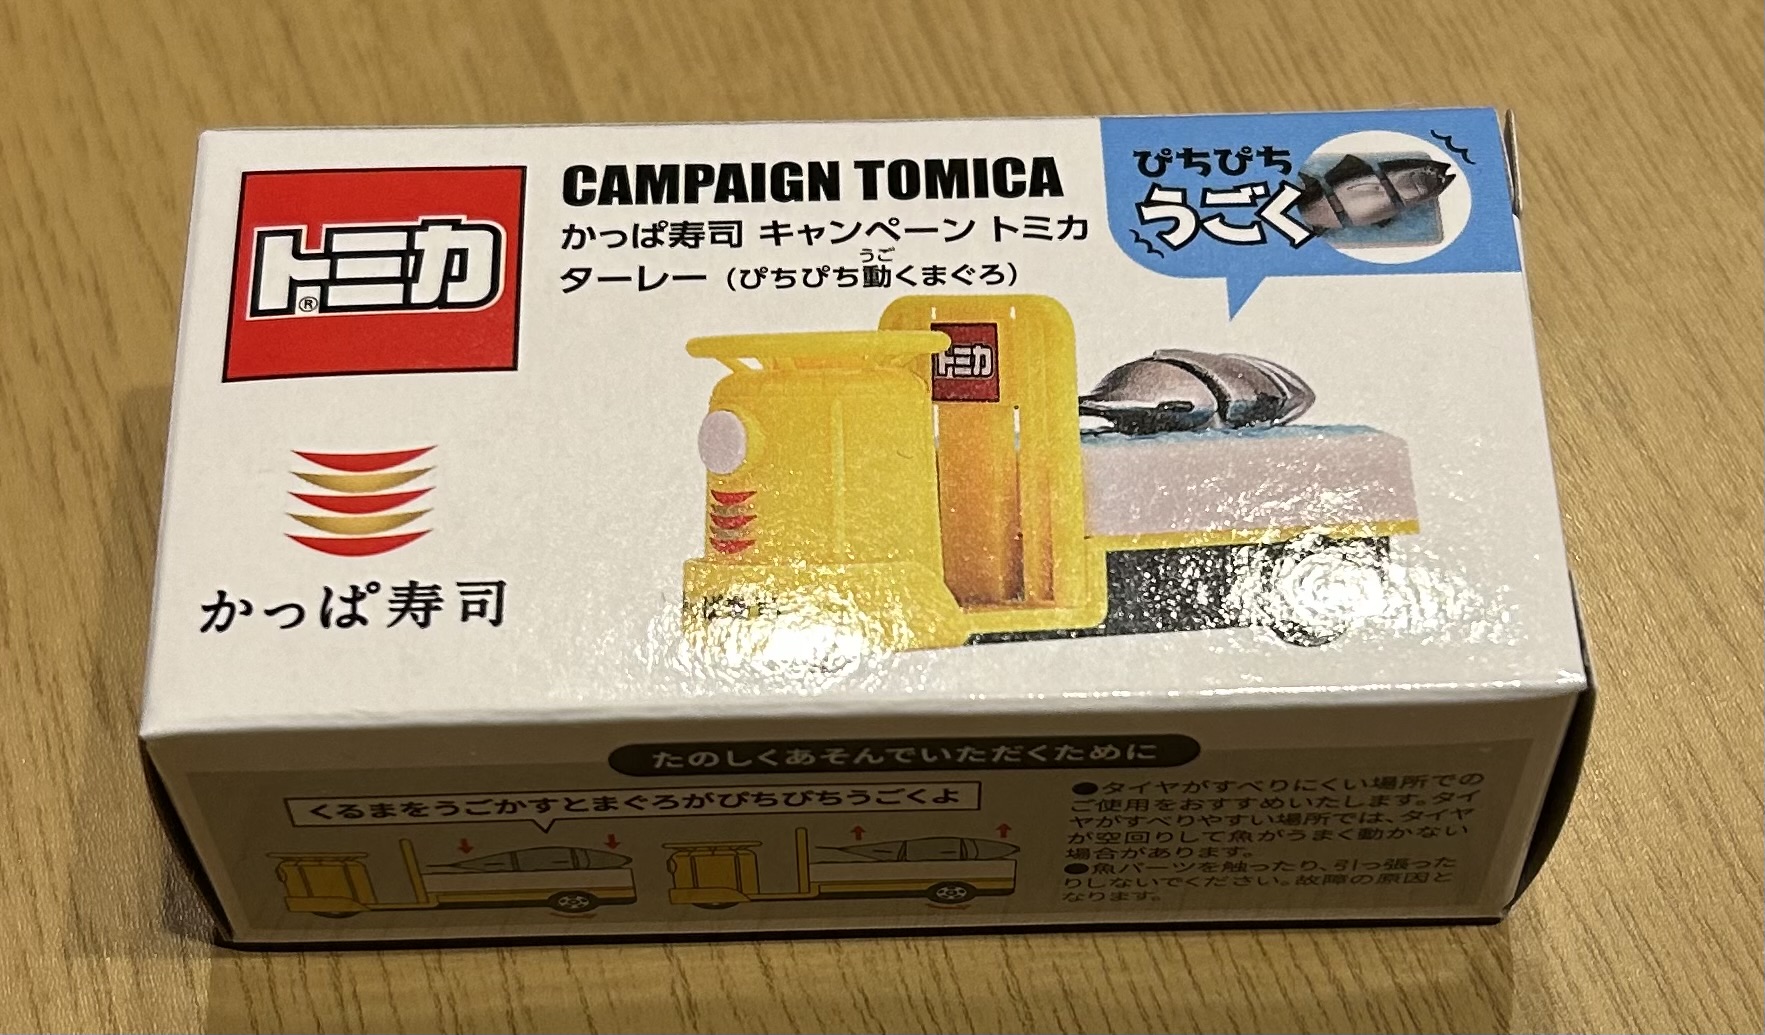 トミカ
®
CAMPAIGN TOMICA
かっぱ寿司 キャンペーン トミカ
うご
ターレー（ぴちぴち動くまぐろ）
ぴちぴち
うごく
トミカ
かっぱ寿司
たのしくあそんでいただくために
くるまをうごかすとまぐろがぴちぴちうごくよ
●タイヤがすべりにくい場所での
ご使用をおすすめいたします。タイ
ヤがすべりやすい場所では、タイヤ
が空回りして魚がうまく動かない
場合があります。
●魚パーツを触ったり、引っ張った
りしないでください。故障の原因と
なります。